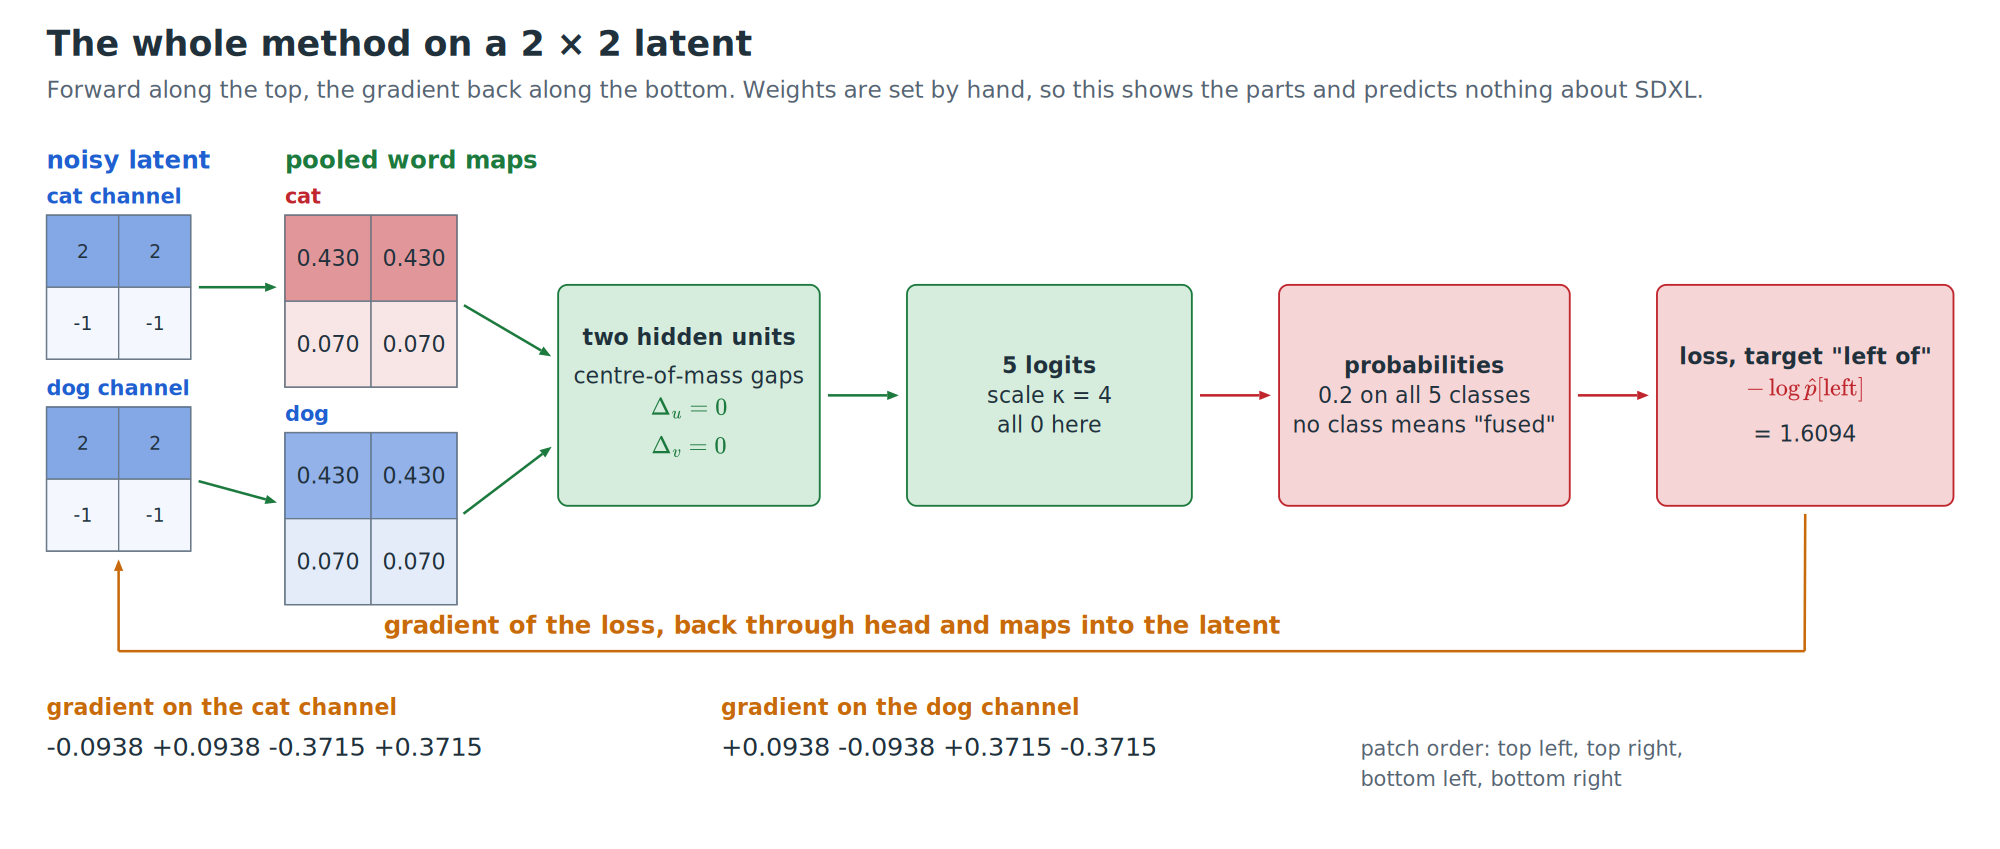 The whole method on a 2 × 2 latent
Forward along the top, the gradient back along the bottom. Weights are set by hand, so this shows the parts and predicts nothing about SDXL.
noisy latent
cat channel
2 2
-1 -1
dog channel
2 2
-1 -1
pooled word maps
cat
0.430 0.430
0.070 0.070
dog
0.430 0.430
0.070 0.070
two hidden units
centre-of-mass gaps
Δᵤ = 0
Δᵥ = 0
5 logits
scale κ = 4
all 0 here
probabilities
0.2 on all 5 classes
no class means "fused"
loss, target "left of"
− log p̂[left]
= 1.6094
gradient of the loss, back through head and maps into the latent
gradient on the cat channel
-0.0938 +0.0938 -0.3715 +0.3715
gradient on the dog channel
+0.0938 -0.0938 +0.3715 -0.3715
patch order: top left, top right,
bottom left, bottom right